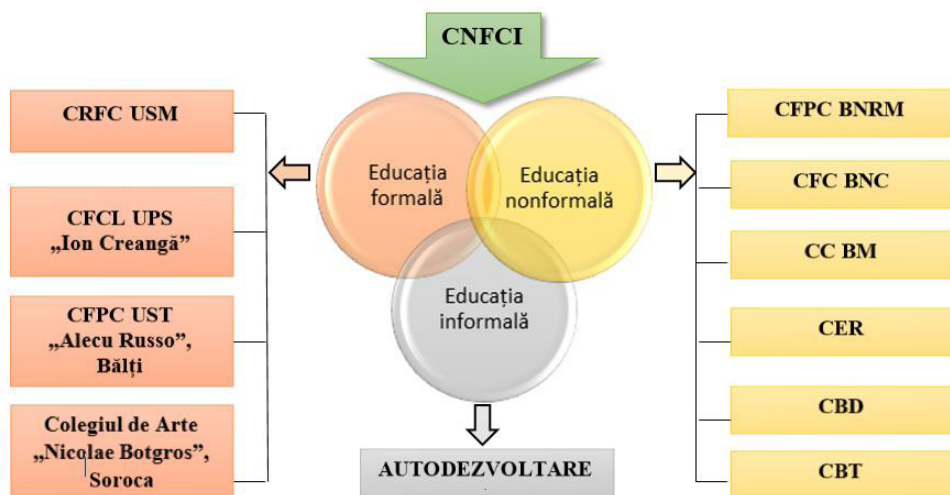 CNFCI
CRFC USM
CFCL UPS
„Ion Creangă”
CFPC UST
„Alecu Russo”,
Bălți
Colegiul de Arte
„Nicolae Botgros”,
Soroca
Educația
formală
Educația
nonformală
Educația
informală
AUTODEZVOLTARE
CFPC BNRM
CFC BNC
CC BM
CER
CBD
CBT